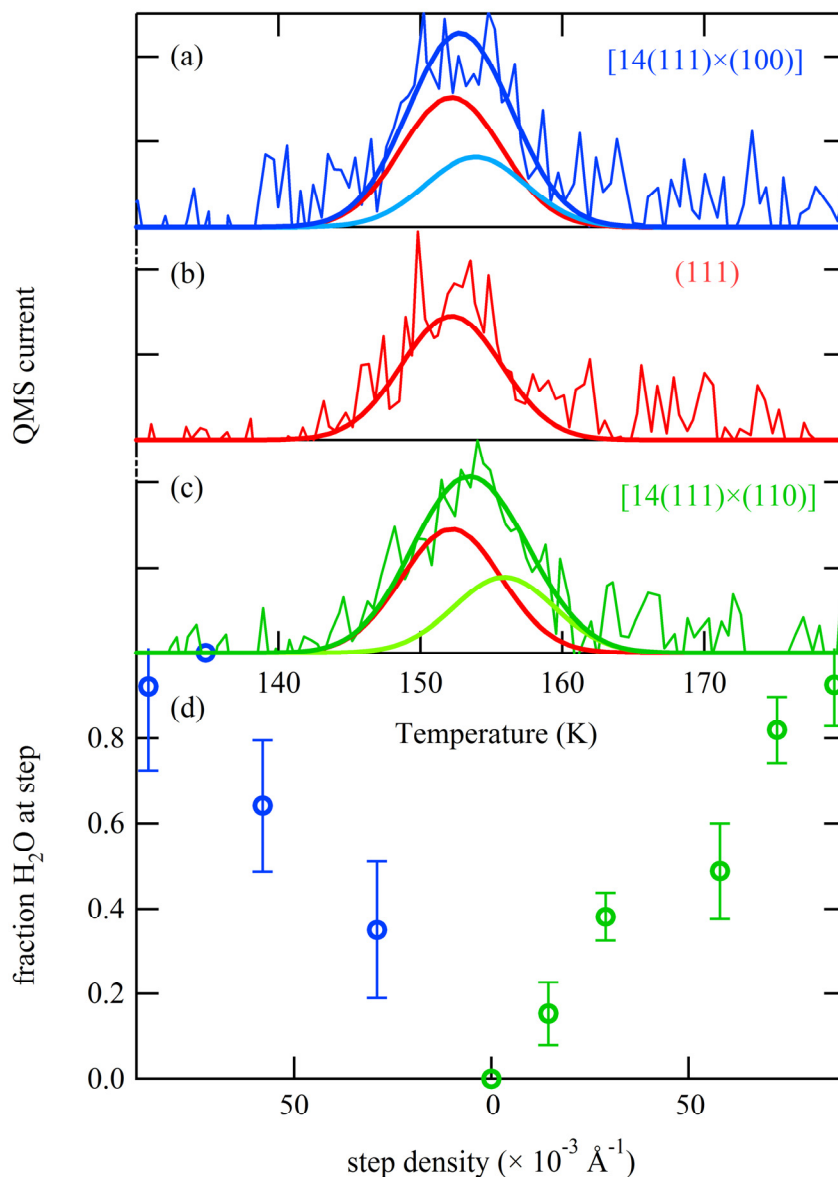 (a)
[14(111)×(100)]
(b)
(111)
QMS current
(c)
[14(111)×(110)]
140
150
160
170
Temperature (K)
(d)
0.8
0.6
0.4
0.2
0.0
fraction H₂O at step
50
0
50
step density (× 10⁻³ Å⁻¹)